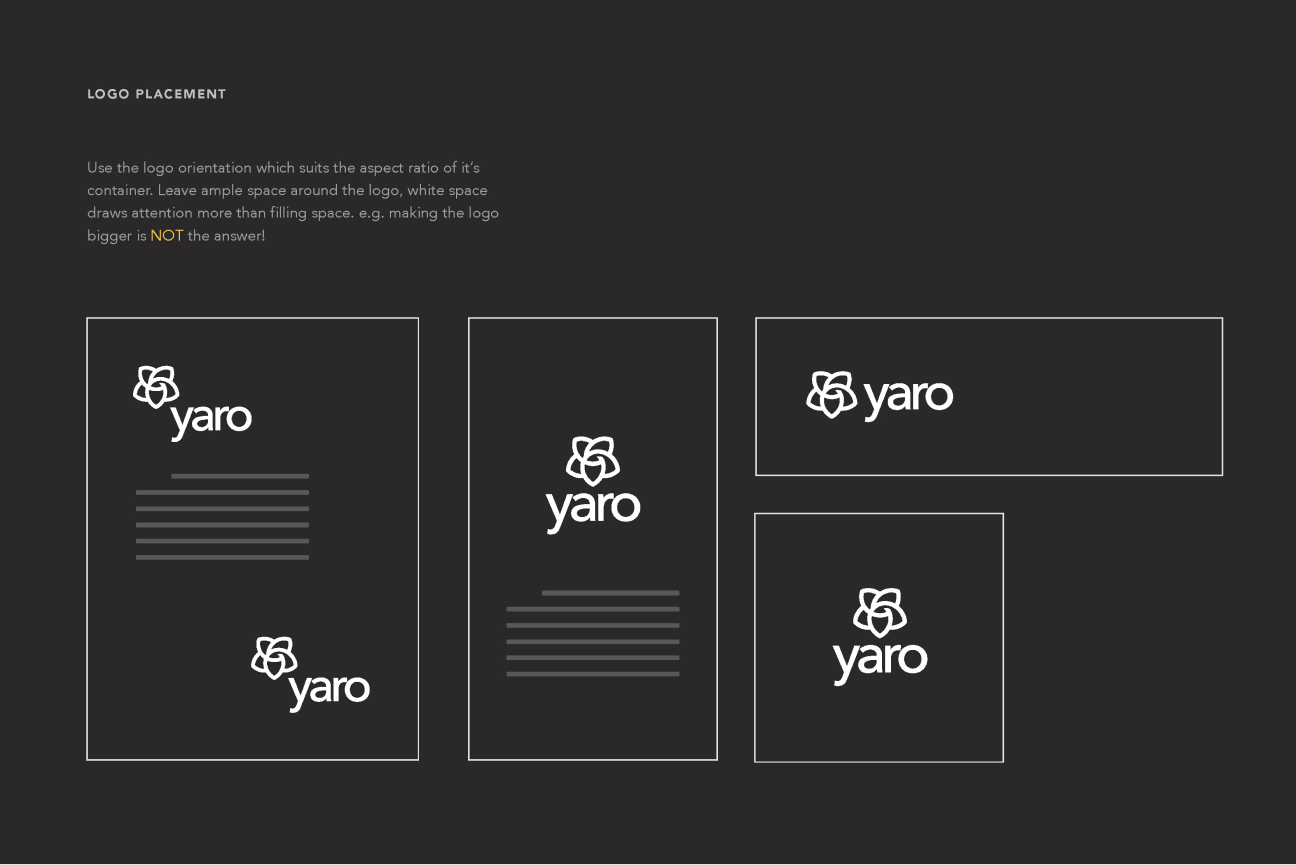 LOGO PLACEMENT
Use the logo orientation which suits the aspect ratio of it’s
container. Leave ample space around the logo, white space
draws attention more than filling space. e.g. making the logo
bigger is NOT the answer!
yaro
yaro
yaro
yaro
yaro